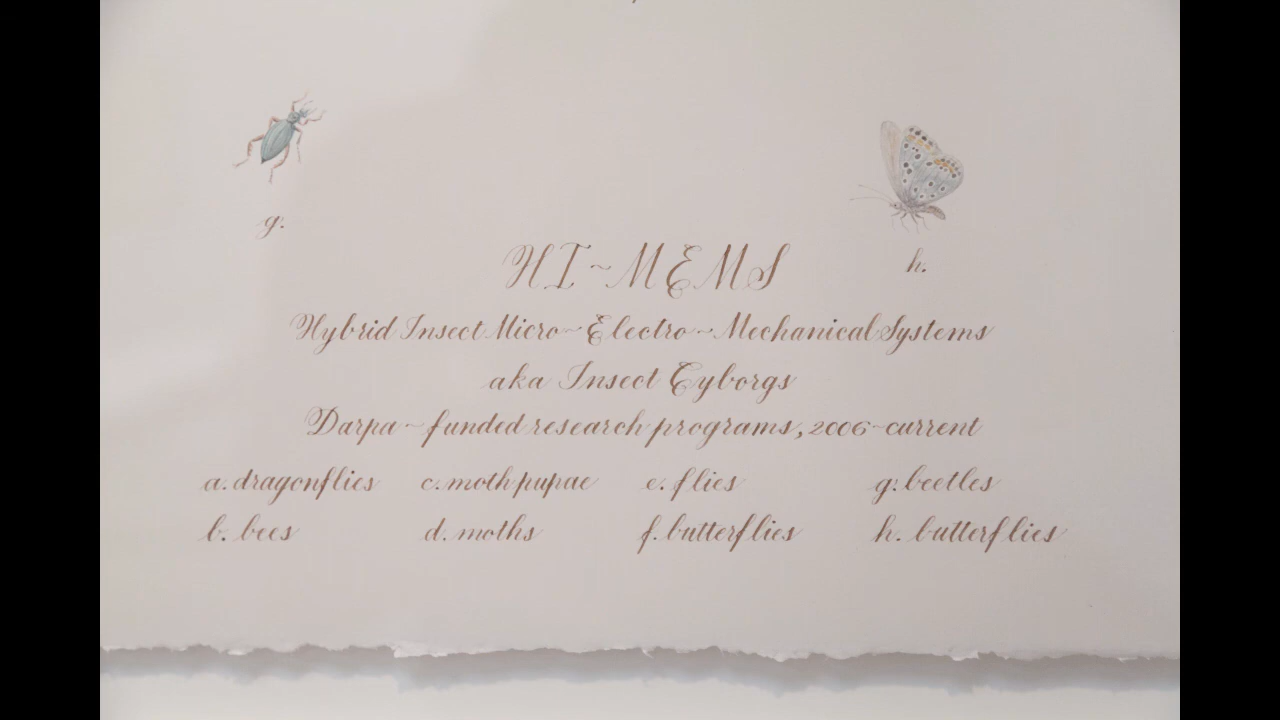 g.
h.
HI~MEMS
Hybrid Insect Micro~Electro~Mechanical Systems
aka Insect Cyborgs
Darpa~funded research programs, 2006~current
a. dragonflies c. moth pupae e. flies g. beetles
b. bees d. moths f. butterflies h. butterflies